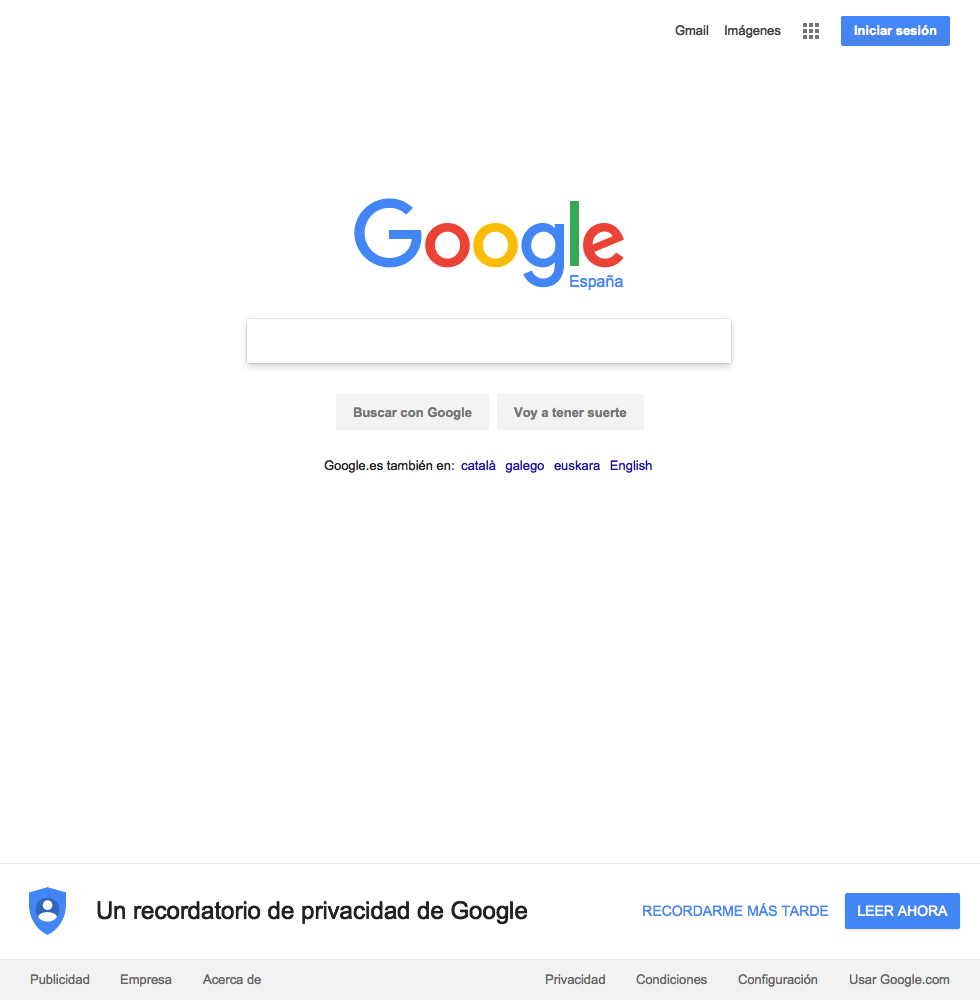 Gmail Imágenes Iniciar sesión
Google
España
Buscar con Google Voy a tener suerte
Google.es también en: català galego euskara English
Un recordatorio de privacidad de Google RECORDARME MÁS TARDE LEER AHORA
Publicidad Empresa Acerca de Privacidad Condiciones Configuración Usar Google.com